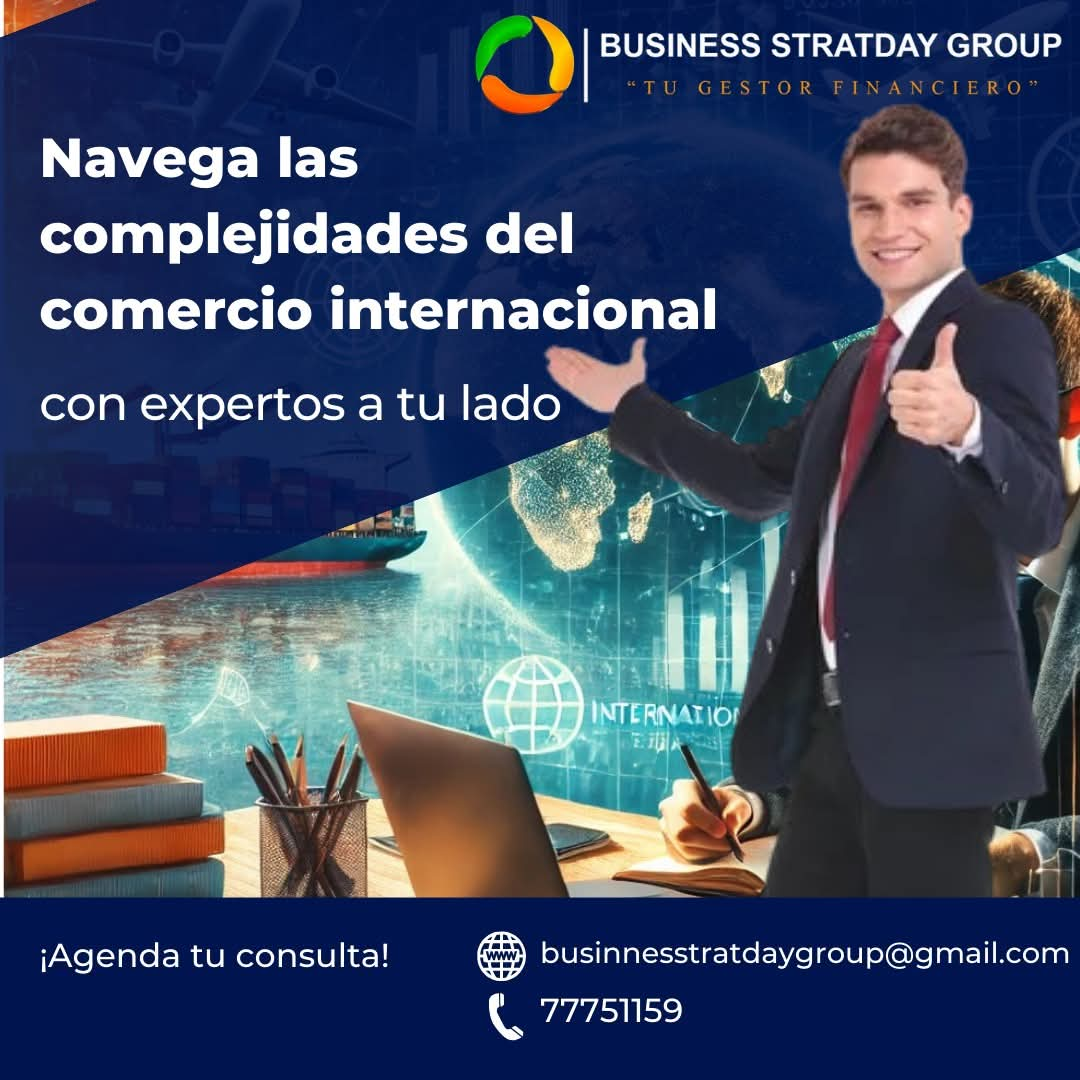 BUSINESS STRATDAY GROUP
“TU GESTOR FINANCIERO”
Navega las
complejidades del
comercio internacional
con expertos a tu lado
INTERNATION
¡Agenda tu consulta!
www
businnesstratdaygroup@gmail.com
77751159